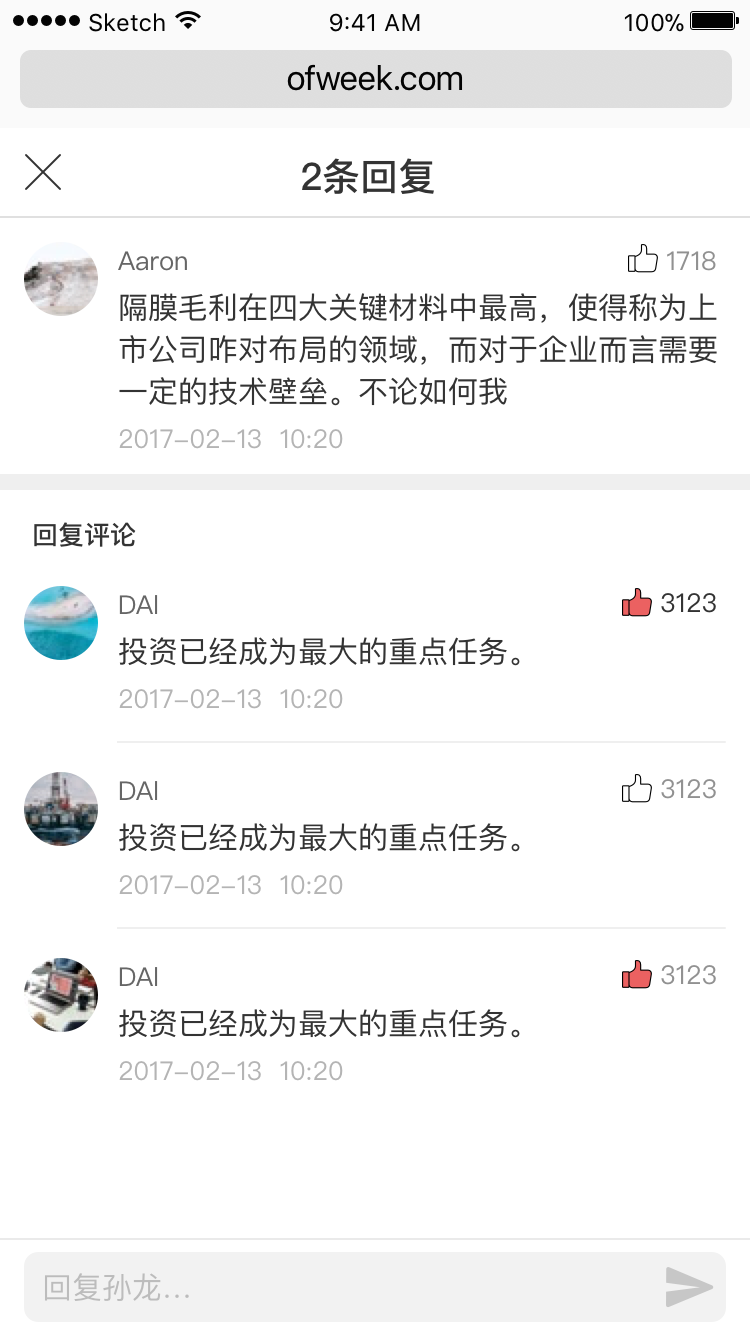 Sketch 9:41 AM 100%
ofweek.com
2条回复
Aaron 1718
隔膜毛利在四大关键材料中最高，使得称为上
市公司咋对布局的领域，而对于企业而言需要
一定的技术壁垒。不论如何我
2017-02-13 10:20
回复评论
DAI 3123
投资已经成为最大的重点任务。
2017-02-13 10:20
DAI 3123
投资已经成为最大的重点任务。
2017-02-13 10:20
DAI 3123
投资已经成为最大的重点任务。
2017-02-13 10:20
回复孙龙...